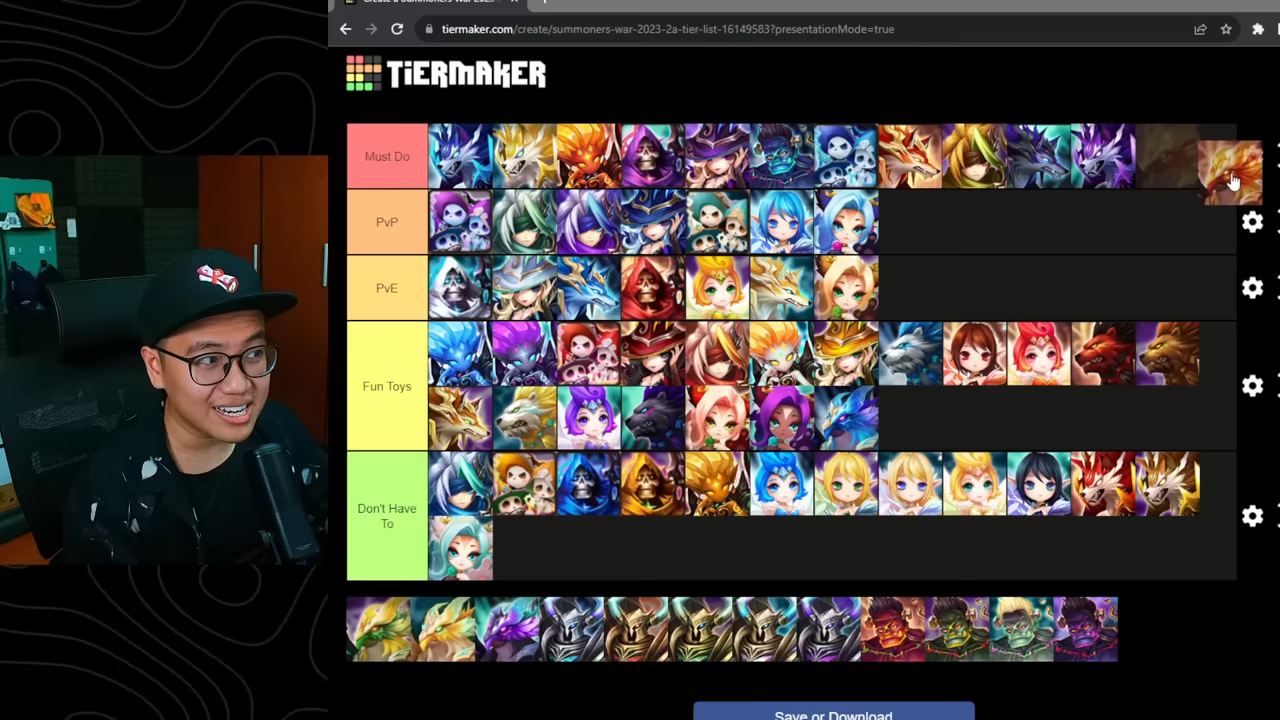 tiermaker.com/create/summoners-war-2023-2a-tier-list-16149583?presentationMode=true
TiERMAKER
Must Do
PvP
PvE
Fun Toys
Don't Have
To
Save or Download